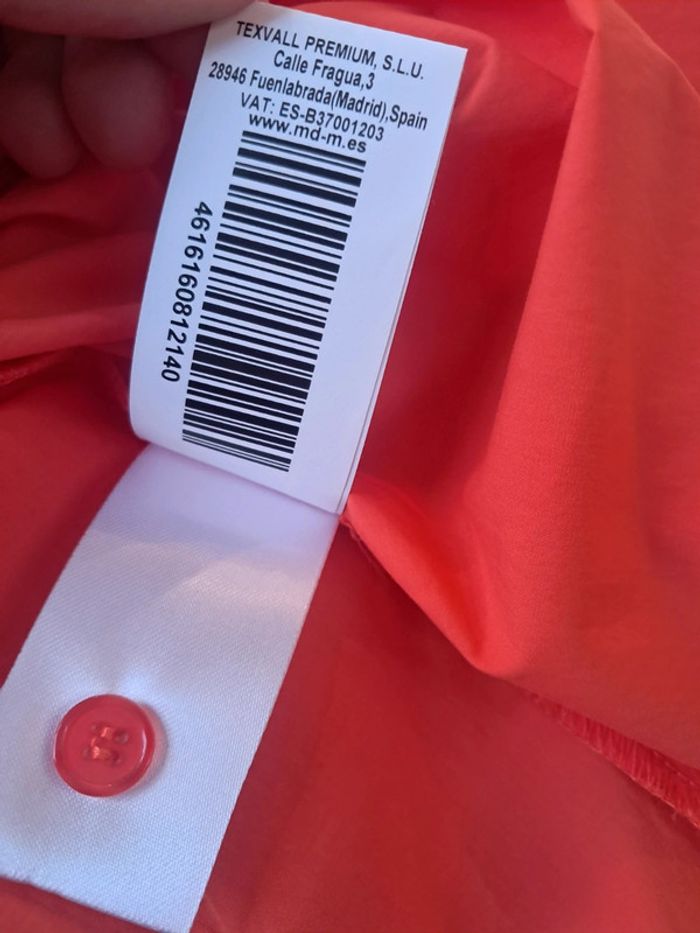 TEXVALL PREMIUM, S.L.U.
Calle Fragua,3
28946 Fuenlabrada(Madrid),Spain
VAT: ES-B37001203
www.md-m.es
4616160812140